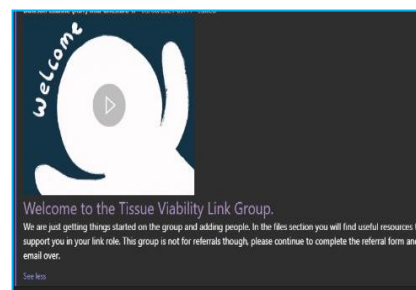 welcome
Welcome to the Tissue Viability Link Group.
We are just getting things started on the group and adding people. In the files section you will find useful resources
support you in your link role. This group is not for referrals though, please continue to complete the referral form and
email over.
See less